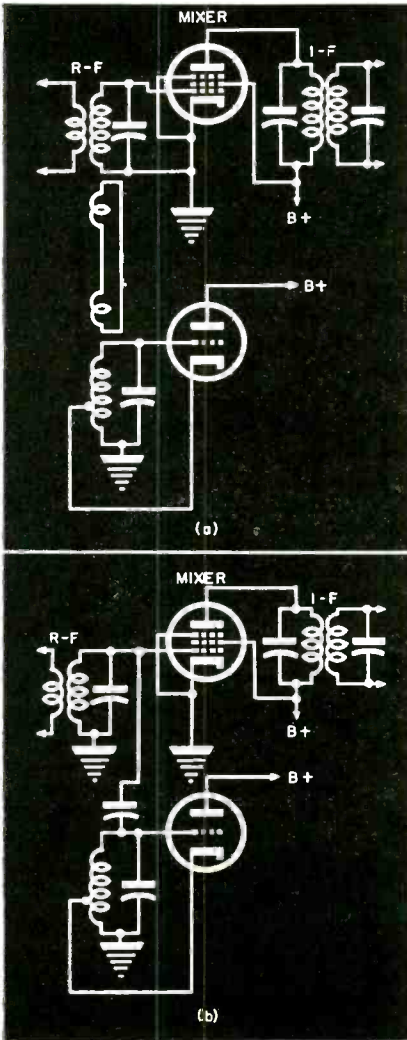 MIXER
R-F
I-F
B+
B+
(a)
MIXER
R-F
I-F
B+
B+
(b)